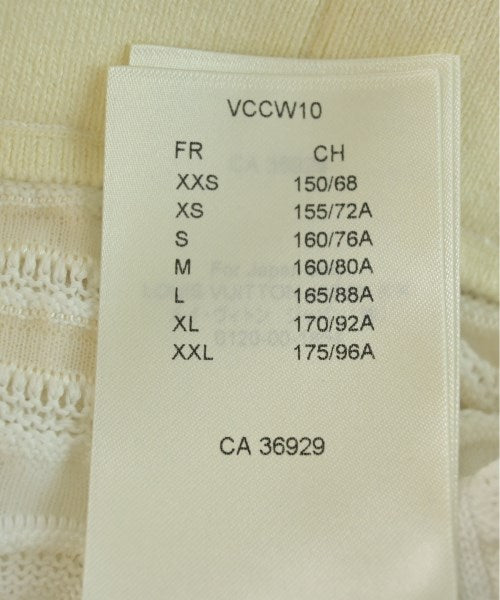 VCCW10
FR CH
XXS 150/68
XS 155/72A
S 160/76A
M 160/80A
L 165/88A
XL 170/92A
XXL 175/96A
CA 36929